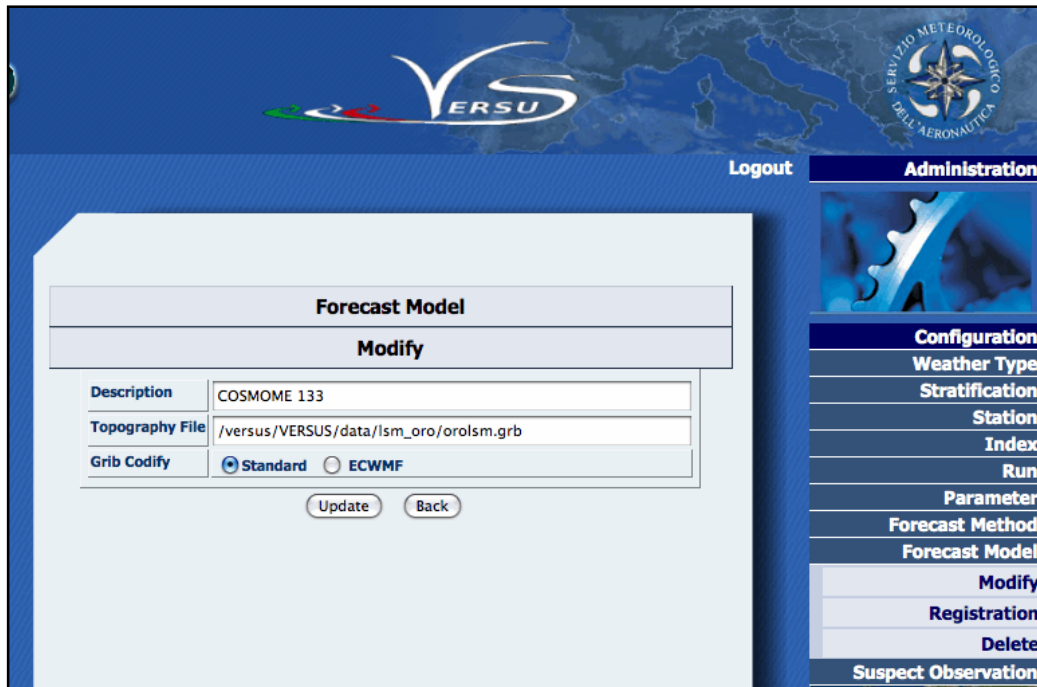 VERSUS
SERVIZIO METEOROLOGICO DELL'AERONAUTICA
Logout
Administration
Forecast Model
Modify
Description
COSMOME 133
Topography File
/versus/VERSUS/data/lsm_oro/orolsm.grb
Grib Codify
Standard
ECWMF
Update
Back
Configuration
Weather Type
Stratification
Station
Index
Run
Parameter
Forecast Method
Forecast Model
Modify
Registration
Delete
Suspect Observation